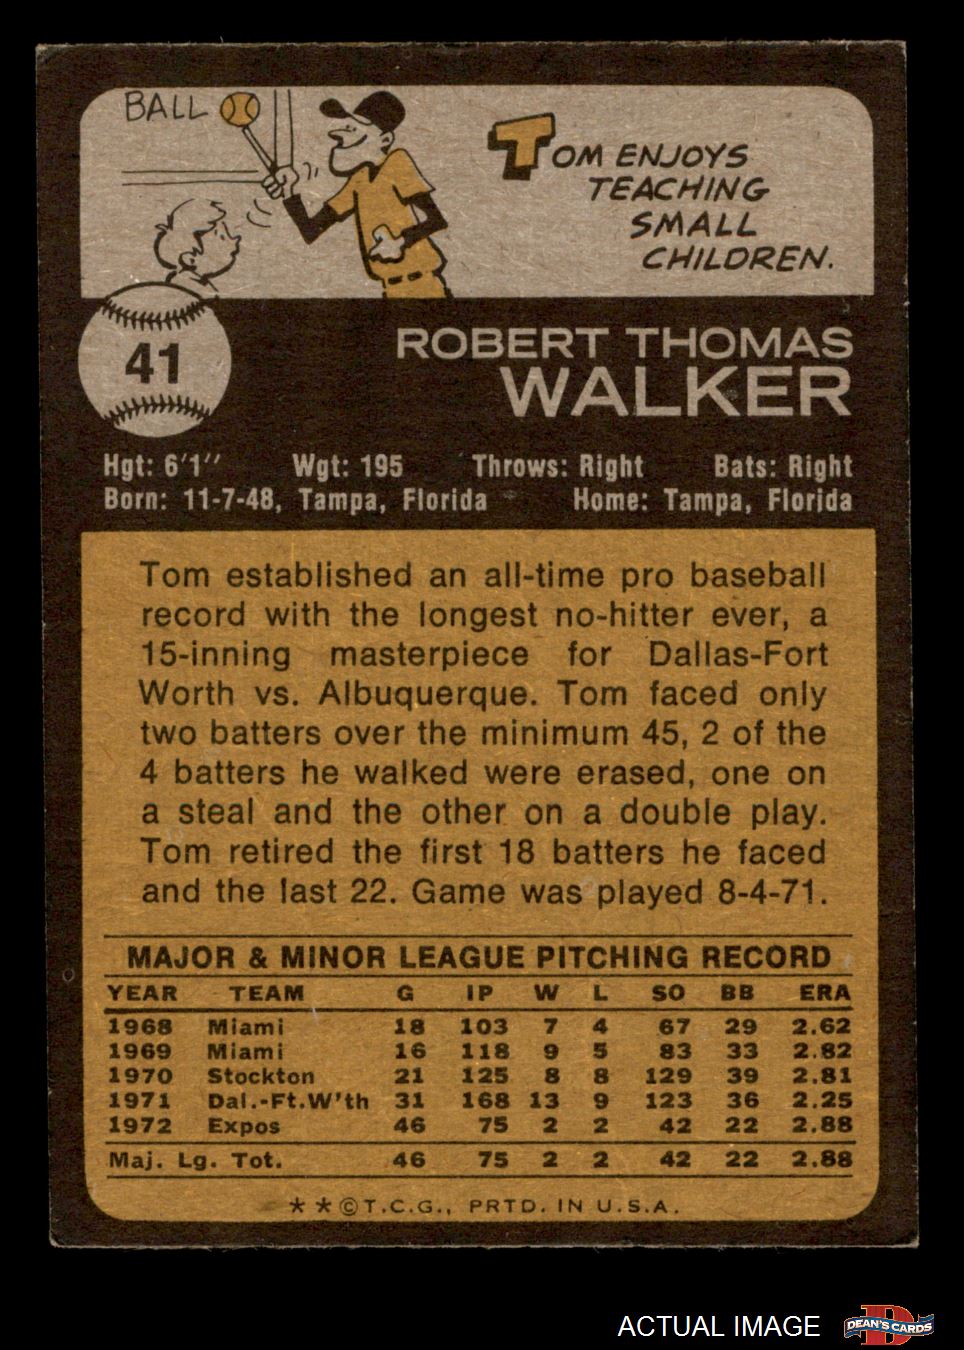 BALL
TOM ENJOYS
TEACHING
SMALL
CHILDREN.
41
ROBERT THOMAS
WALKER
Hgt: 6'1'' Wgt: 195 Throws: Right Bats: Right
Born: 11-7-48, Tampa, Florida Home: Tampa, Florida
Tom established an all-time pro baseball
record with the longest no-hitter ever, a
15-inning masterpiece for Dallas-Fort
Worth vs. Albuquerque. Tom faced only
two batters over the minimum 45, 2 of the
4 batters he walked were erased, one on
a steal and the other on a double play.
Tom retired the first 18 batters he faced
and the last 22. Game was played 8-4-71.
MAJOR & MINOR LEAGUE PITCHING RECORD
YEAR TEAM G IP W L SO BB ERA
1968 Miami 18 103 7 4 67 29 2.62
1969 Miami 16 118 9 5 83 33 2.82
1970 Stockton 21 125 8 8 129 39 2.81
1971 Dal.-Ft.W'th 31 168 13 9 123 36 2.25
1972 Expos 46 75 2 2 42 22 2.88
Maj. Lg. Tot. 46 75 2 2 42 22 2.88
**©T.C.G., PRTD. IN U.S.A.
ACTUAL IMAGE
D
DEAN'S CARDS